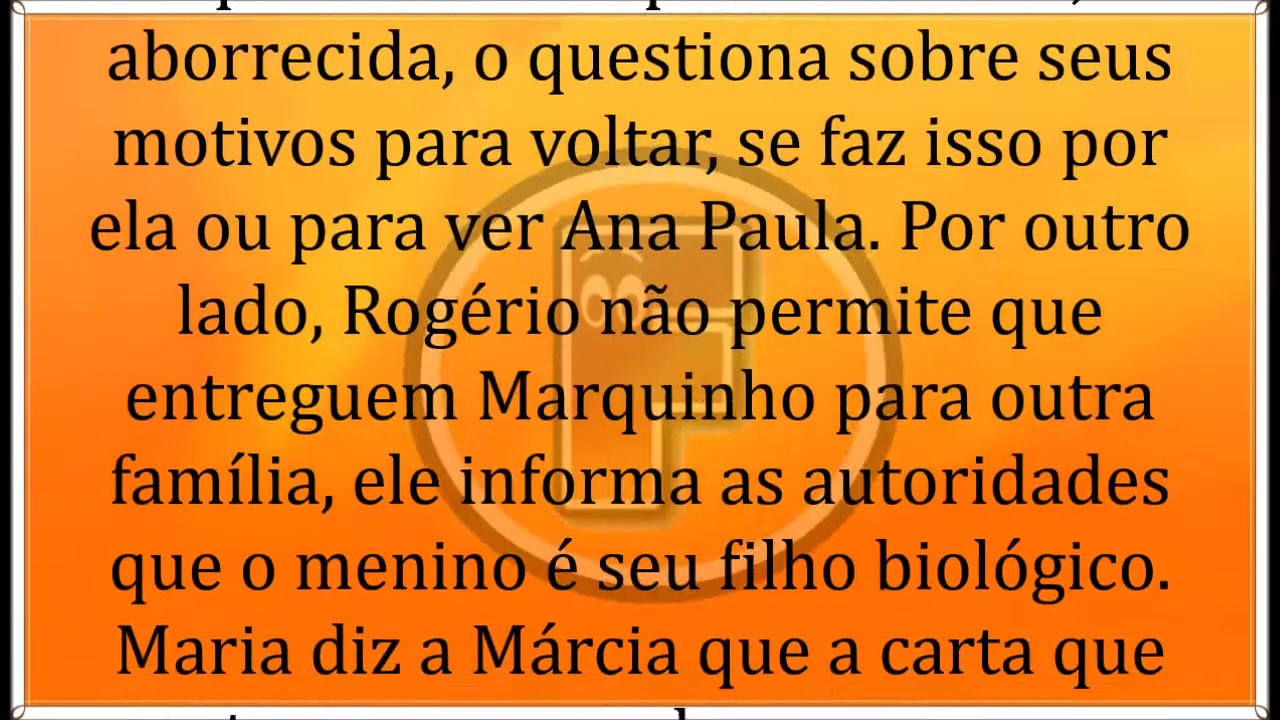 aborrecida, o questiona sobre seus
motivos para voltar, se faz isso por
ela ou para ver Ana Paula. Por outro
lado, Rogério não permite que
entreguem Marquinho para outra
família, ele informa as autoridades
que o menino é seu filho biológico.
Maria diz a Márcia que a carta que